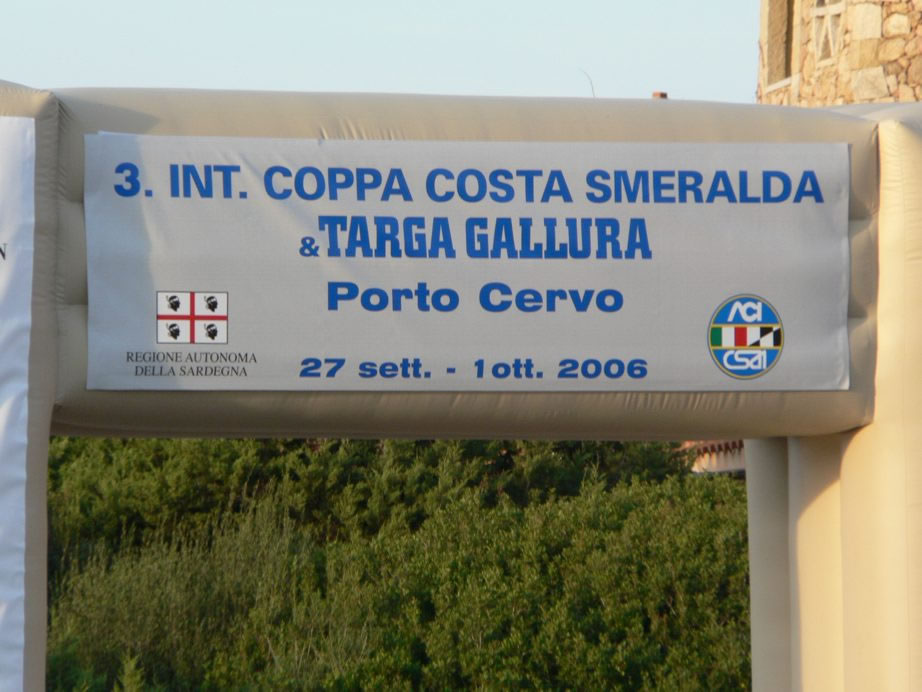 3. INT. COPPA COSTA SMERALDA
& TARGA GALLURA
Porto Cervo
REGIONE AUTONOMA
DELLA SARDEGNA
27 sett. - 1 ott. 2006
ACI
CSAI
N